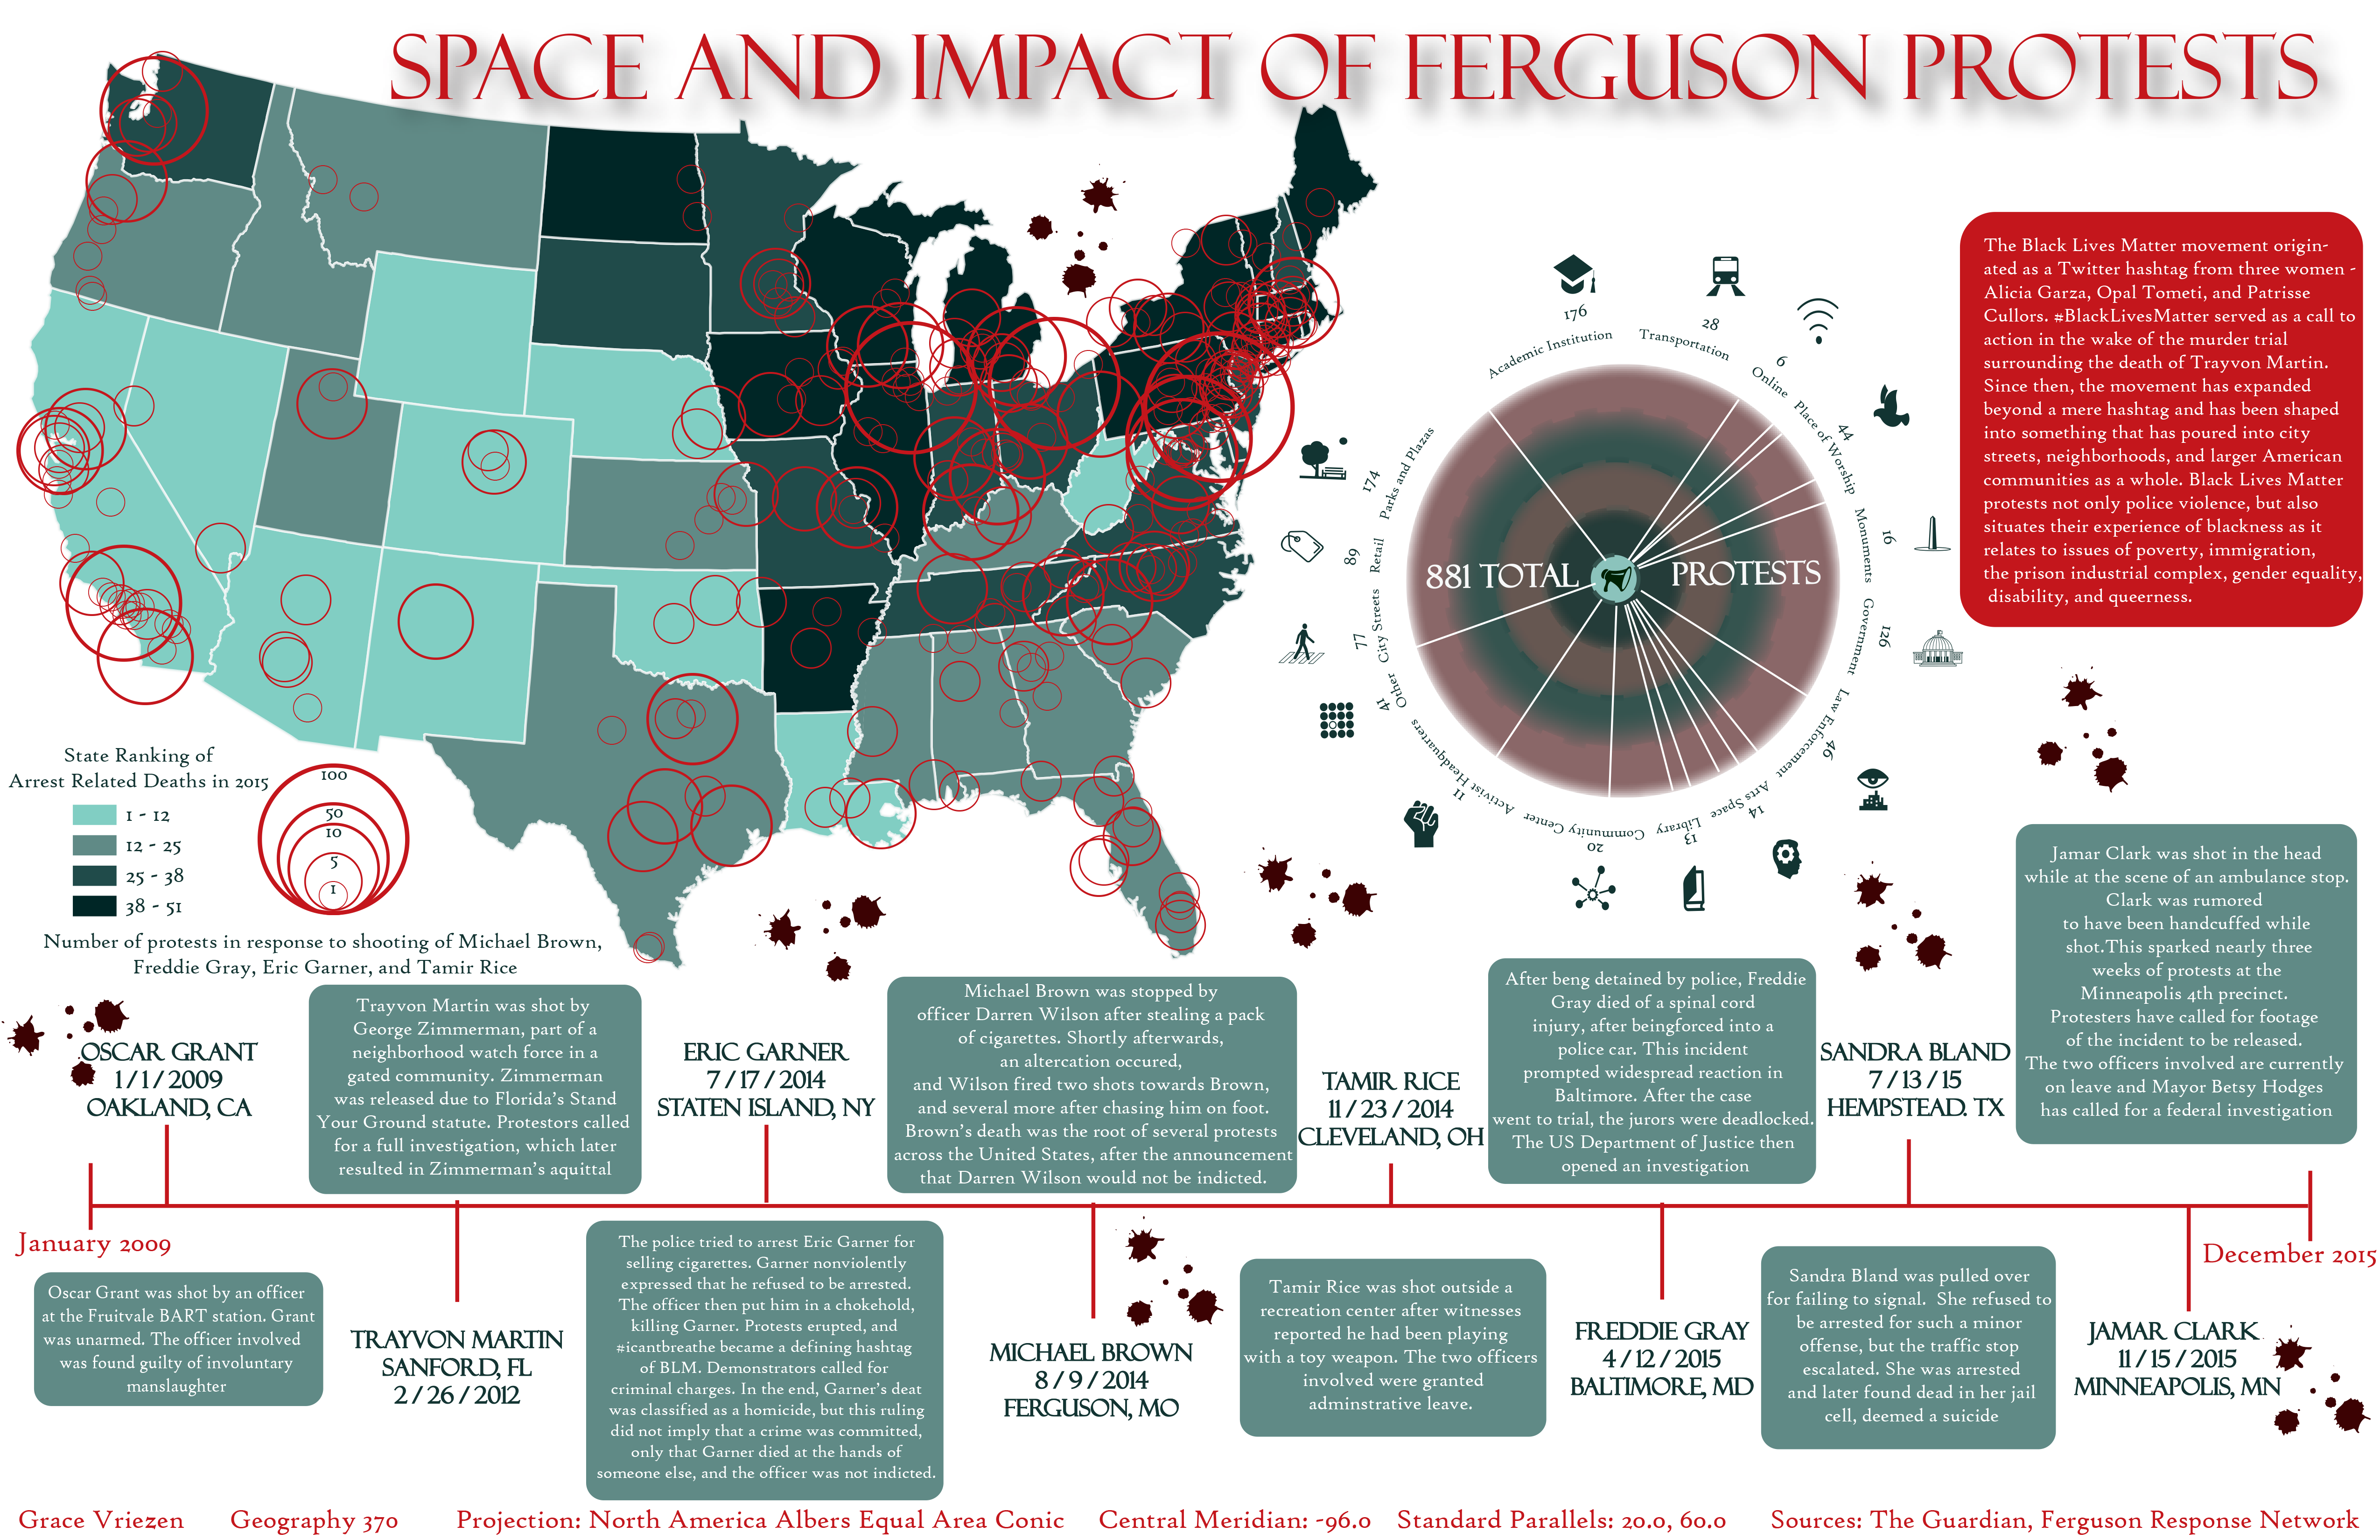 SPACE AND IMPACT OF FERGUSON PROTESTS
The Black Lives Matter movement origin-
ated as a Twitter hashtag from three women -
Alicia Garza, Opal Tometi, and Patrisse
Cullors. #BlackLivesMatter served as a call to
action in the wake of the murder trial
surrounding the death of Trayvon Martin.
Since then, the movement has expanded
beyond a mere hashtag and has been shaped
into something that has poured into city
streets, neighborhoods, and larger American
communities as a whole. Black Lives Matter
protests not only police violence, but also
situates their experience of blackness as it
relates to issues of poverty, immigration,
the prison industrial complex, gender equality,
disability, and queerness.
176
Academic Institution
28
Transportation
6
Online
44
Place of Worship
16
Monuments
126
Government
46
Law Enforcement
14
Arts Space
13
Library
20
Community Center
11
Activist Headquarters
41
Other
77
City Streets
89
Retail
174
Parks and Plazas
881 TOTAL PROTESTS
State Ranking of
Arrest Related Deaths in 2015
1 - 12
12 - 25
25 - 38
38 - 51
100
50
10
5
1
Number of protests in response to shooting of Michael Brown,
Freddie Gray, Eric Garner, and Tamir Rice
OSCAR GRANT
1 / 1 / 2009
OAKLAND, CA
Trayvon Martin was shot by
George Zimmerman, part of a
neighborhood watch force in a
gated community. Zimmerman
was released due to Florida's Stand
Your Ground statute. Protestors called
for a full investigation, which later
resulted in Zimmerman's aquittal
ERIC GARNER
7 / 17 / 2014
STATEN ISLAND, NY
Michael Brown was stopped by
officer Darren Wilson after stealing a pack
of cigarettes. Shortly afterwards,
an altercation occured,
and Wilson fired two shots towards Brown,
and several more after chasing him on foot.
Brown's death was the root of several protests
across the United States, after the announcement
that Darren Wilson would not be indicted.
TAMIR RICE
11 / 23 / 2014
CLEVELAND, OH
After beng detained by police, Freddie
Gray died of a spinal cord
injury, after beingforced into a
police car. This incident
prompted widespread reaction in
Baltimore. After the case
went to trial, the jurors were deadlocked.
The US Department of Justice then
opened an investigation
SANDRA BLAND
7 / 13 / 15
HEMPSTEAD. TX
Jamar Clark was shot in the head
while at the scene of an ambulance stop.
Clark was rumored
to have been handcuffed while
shot.This sparked nearly three
weeks of protests at the
Minneapolis 4th precinct.
Protesters have called for footage
of the incident to be released.
The two officers involved are currently
on leave and Mayor Betsy Hodges
has called for a federal investigation
January 2009
December 2015
Oscar Grant was shot by an officer
at the Fruitvale BART station. Grant
was unarmed. The officer involved
was found guilty of involuntary
manslaughter
TRAYVON MARTIN
SANFORD, FL
2 / 26 / 2012
The police tried to arrest Eric Garner for
selling cigarettes. Garner nonviolently
expressed that he refused to be arrested.
The officer then put him in a chokehold,
killing Garner. Protests erupted, and
#icantbreathe became a defining hashtag
of BLM. Demonstrators called for
criminal charges. In the end, Garner's deat
was classified as a homicide, but this ruling
did not imply that a crime was committed,
only that Garner died at the hands of
someone else, and the officer was not indicted.
MICHAEL BROWN
8 / 9 / 2014
FERGUSON, MO
Tamir Rice was shot outside a
recreation center after witnesses
reported he had been playing
with a toy weapon. The two officers
involved were granted
adminstrative leave.
FREDDIE GRAY
4 / 12 / 2015
BALTIMORE, MD
Sandra Bland was pulled over
for failing to signal. She refused to
be arrested for such a minor
offense, but the traffic stop
escalated. She was arrested
and later found dead in her jail
cell, deemed a suicide
JAMAR CLARK
11 / 15 / 2015
MINNEAPOLIS, MN
Grace Vriezen Geography 370 Projection: North America Albers Equal Area Conic Central Meridian: -96.0 Standard Parallels: 20.0, 60.0 Sources: The Guardian, Ferguson Response Network